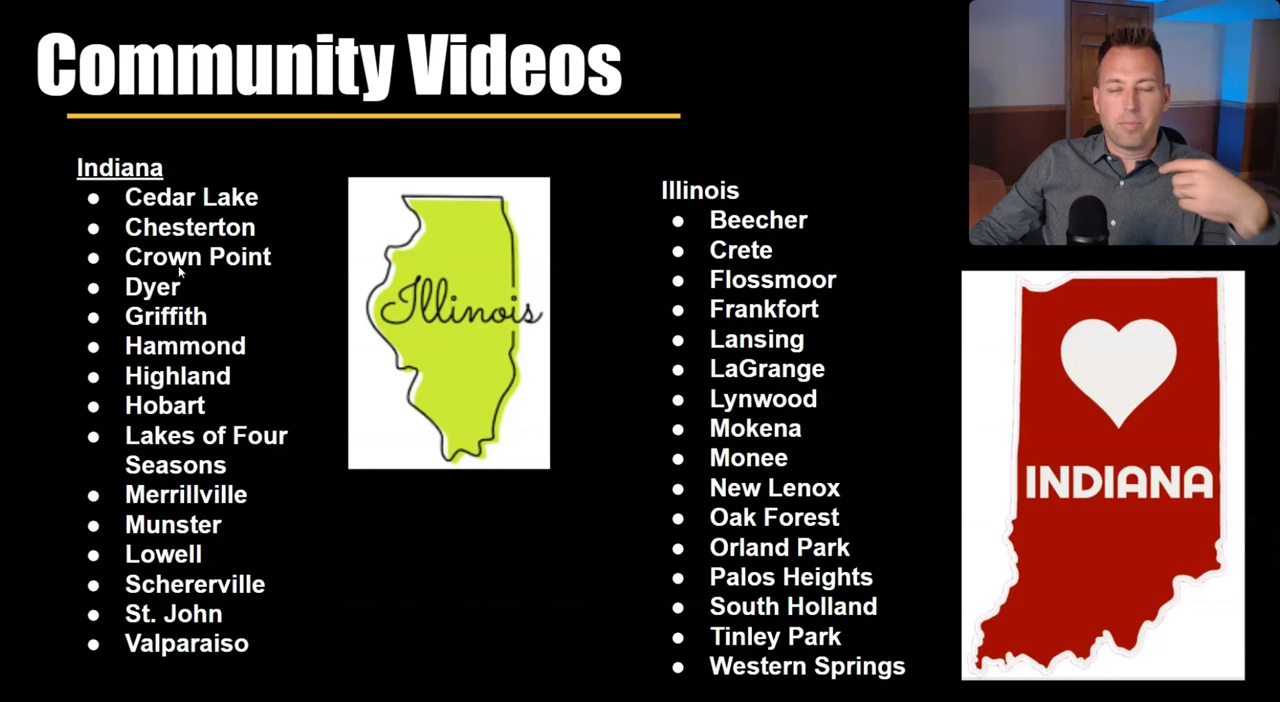 Community Videos
Indiana
● Cedar Lake
● Chesterton
● Crown Point
● Dyer
● Griffith
● Hammond
● Highland
● Hobart
● Lakes of Four
Seasons
● Merrillville
● Munster
● Lowell
● Schererville
● St. John
● Valparaiso
Illinois
Illinois
● Beecher
● Crete
● Flossmoor
● Frankfort
● Lansing
● LaGrange
● Lynwood
● Mokena
● Monee
● New Lenox
● Oak Forest
● Orland Park
● Palos Heights
● South Holland
● Tinley Park
● Western Springs
INDIANA